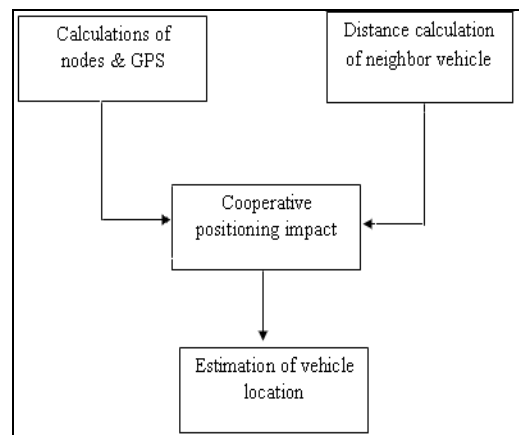 Calculations of
nodes & GPS
Distance calculation
of neighbor vehicle
Cooperative
positioning impact
Estimation of vehicle
location